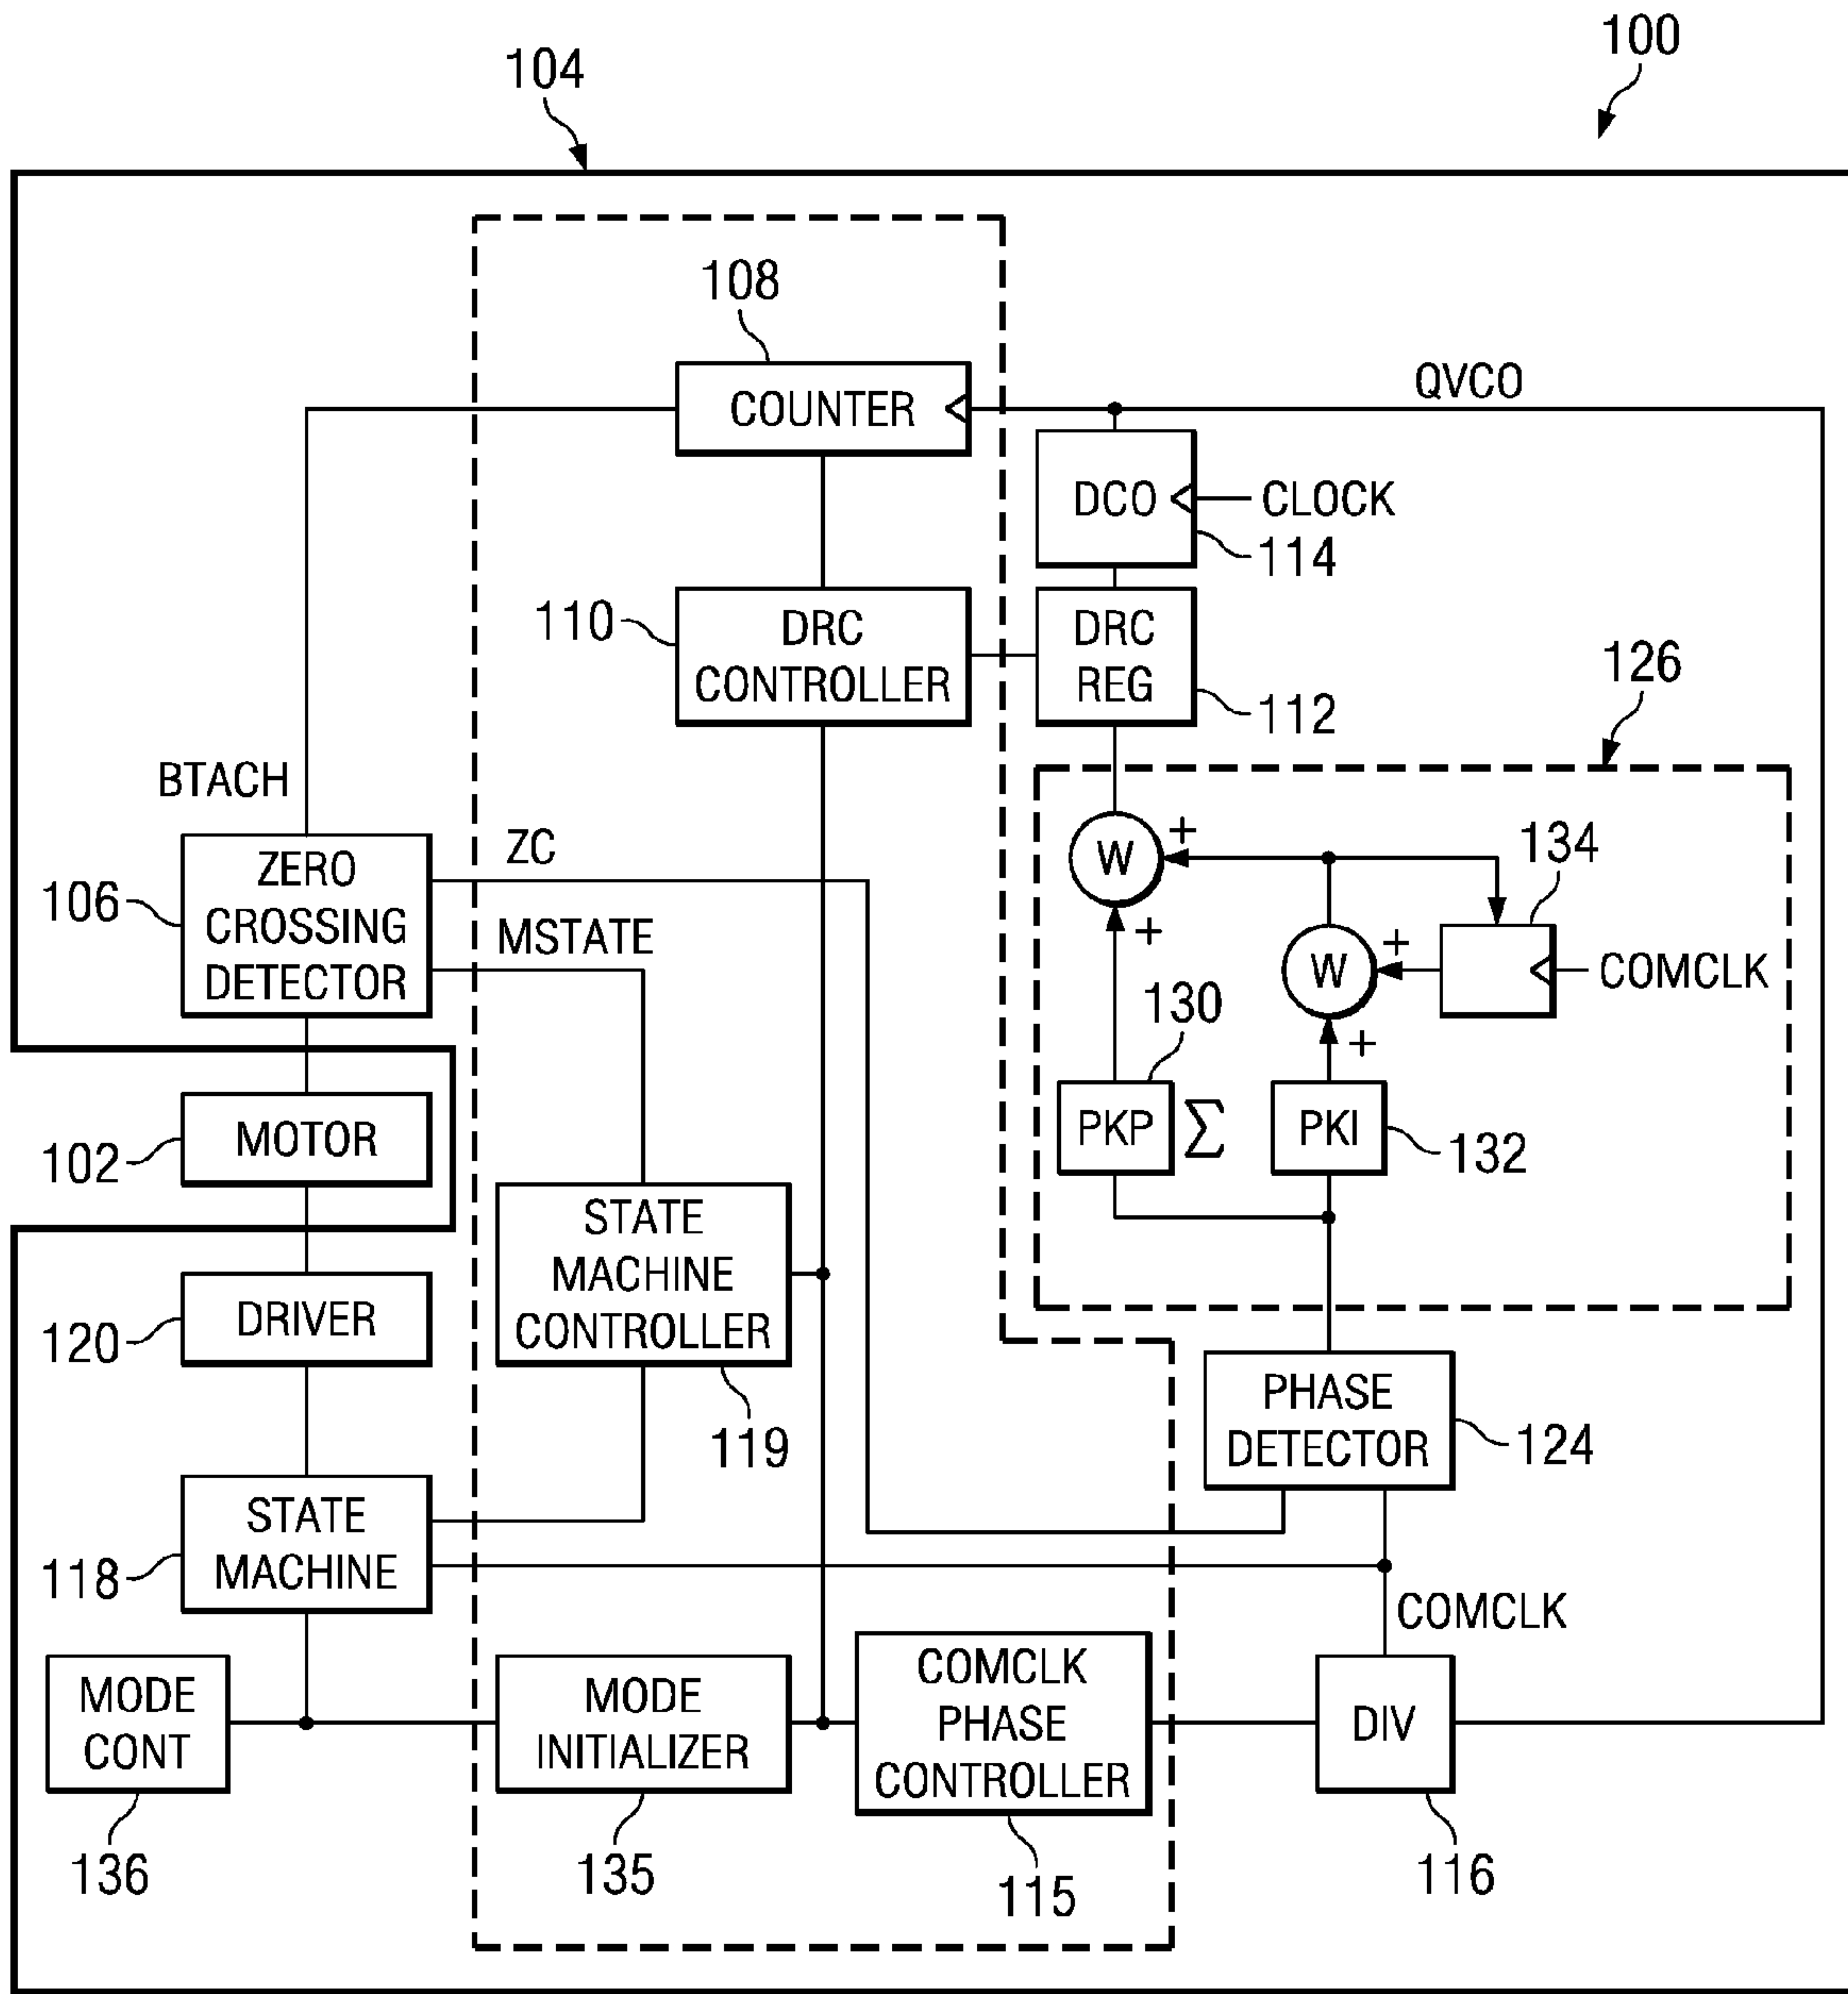 100
104
108
COUNTER
QVCO
DCO
CLOCK
114
110
DRC
CONTROLLER
DRC
REG
112
126
BTACH
ZC
MSTATE
106
ZERO
CROSSING
DETECTOR
W
+
+
134
W
+
COMCLK
+
130
PKP
Σ
PKI
132
102
MOTOR
STATE
MACHINE
CONTROLLER
119
120
DRIVER
PHASE
DETECTOR
124
118
STATE
MACHINE
COMCLK
MODE
CONT
136
MODE
INITIALIZER
135
COMCLK
PHASE
CONTROLLER
115
DIV
116